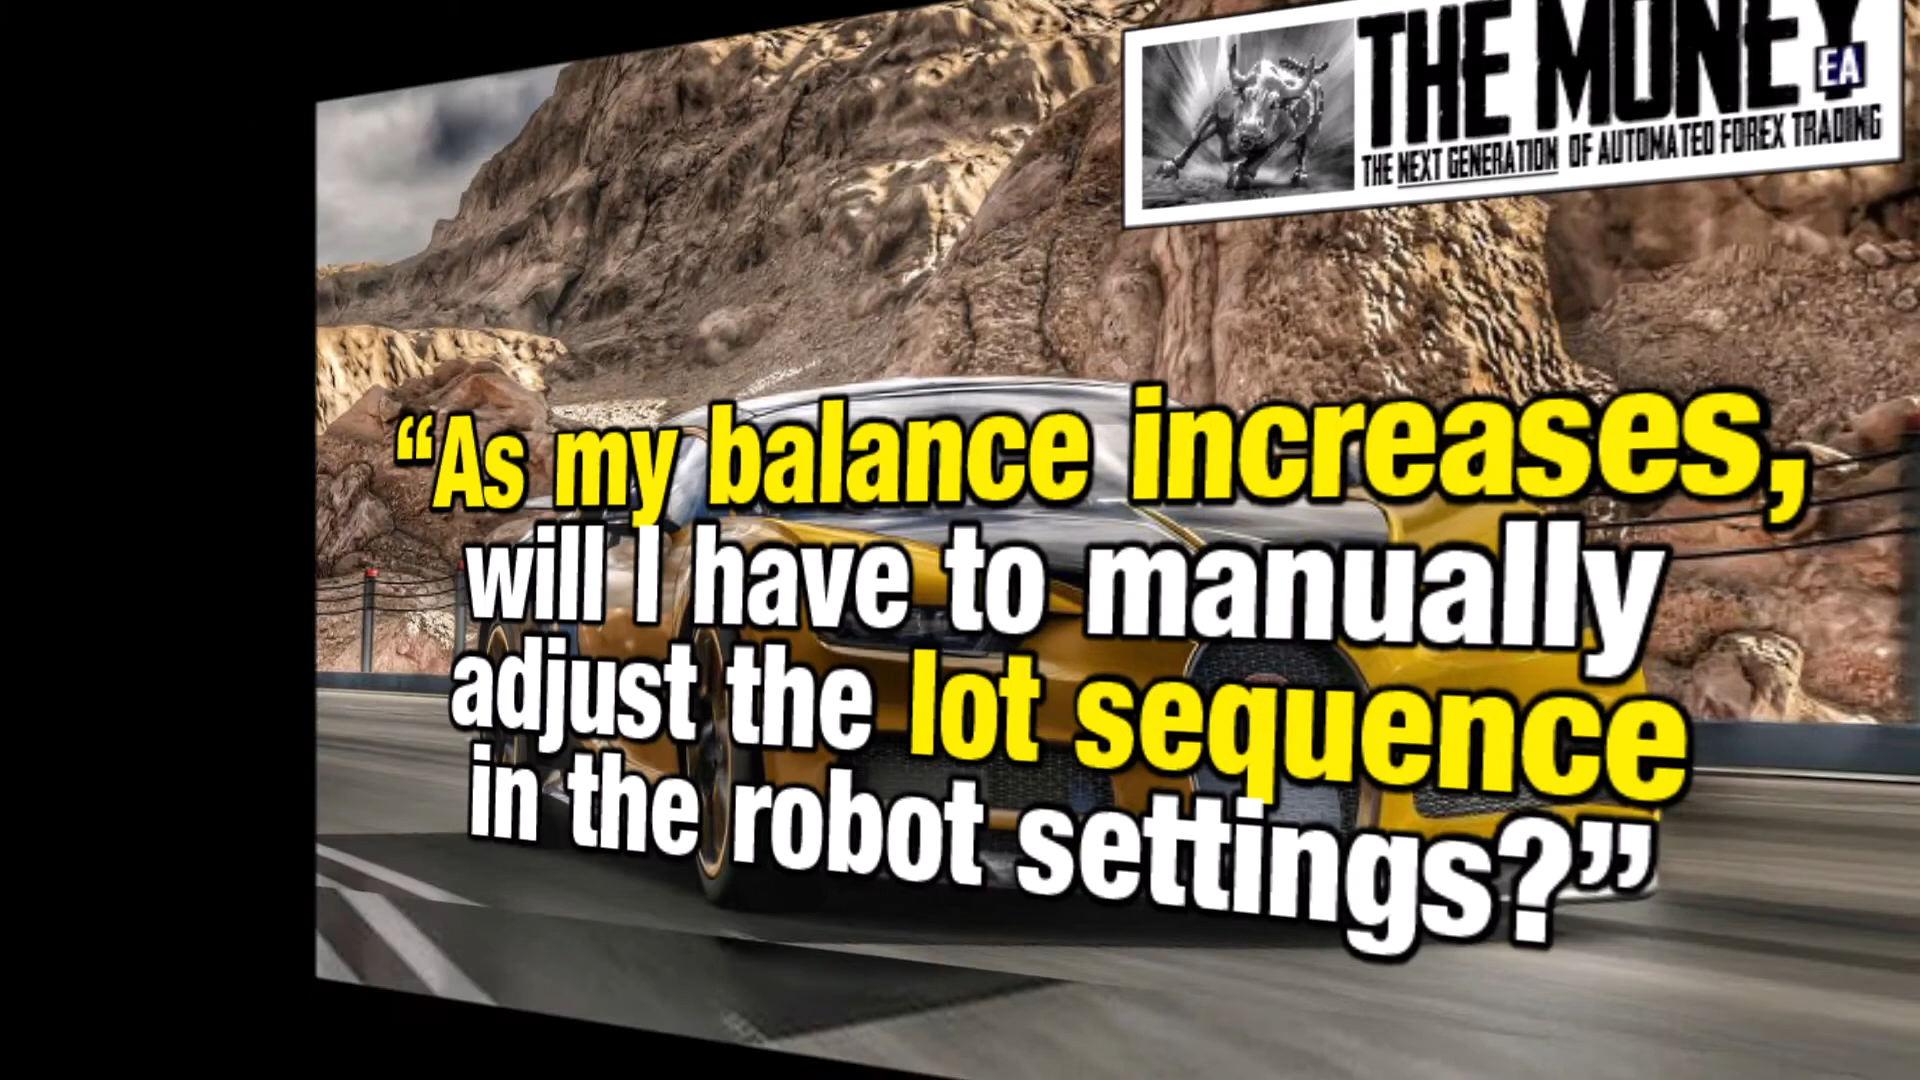 THE MONEY
EA
THE NEXT GENERATION OF AUTOMATED FOREX TRADING
“As my balance increases,
will I have to manually
adjust the lot sequence
in the robot settings?”